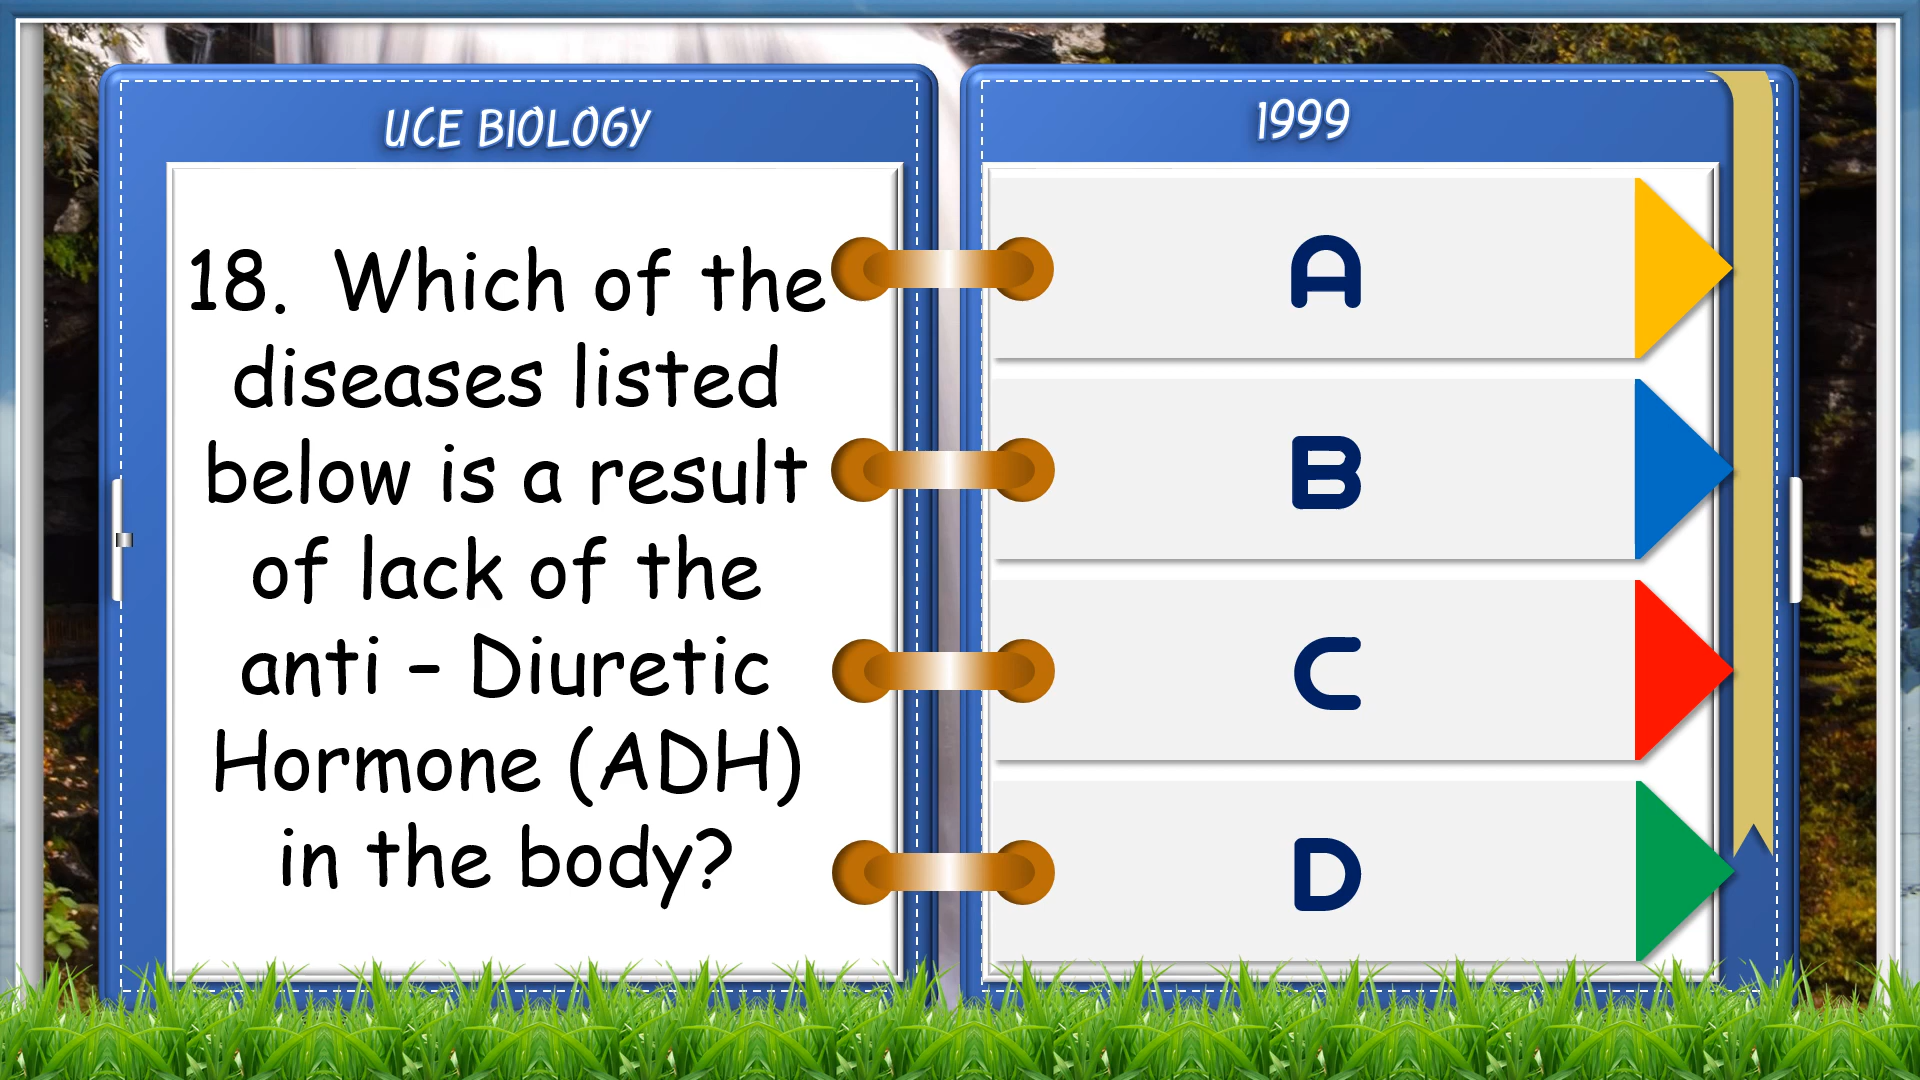 UCE BIOLOGY
18. Which of the
diseases listed
below is a result
of lack of the
anti – Diuretic
Hormone (ADH)
in the body?
1999
A
B
C
D